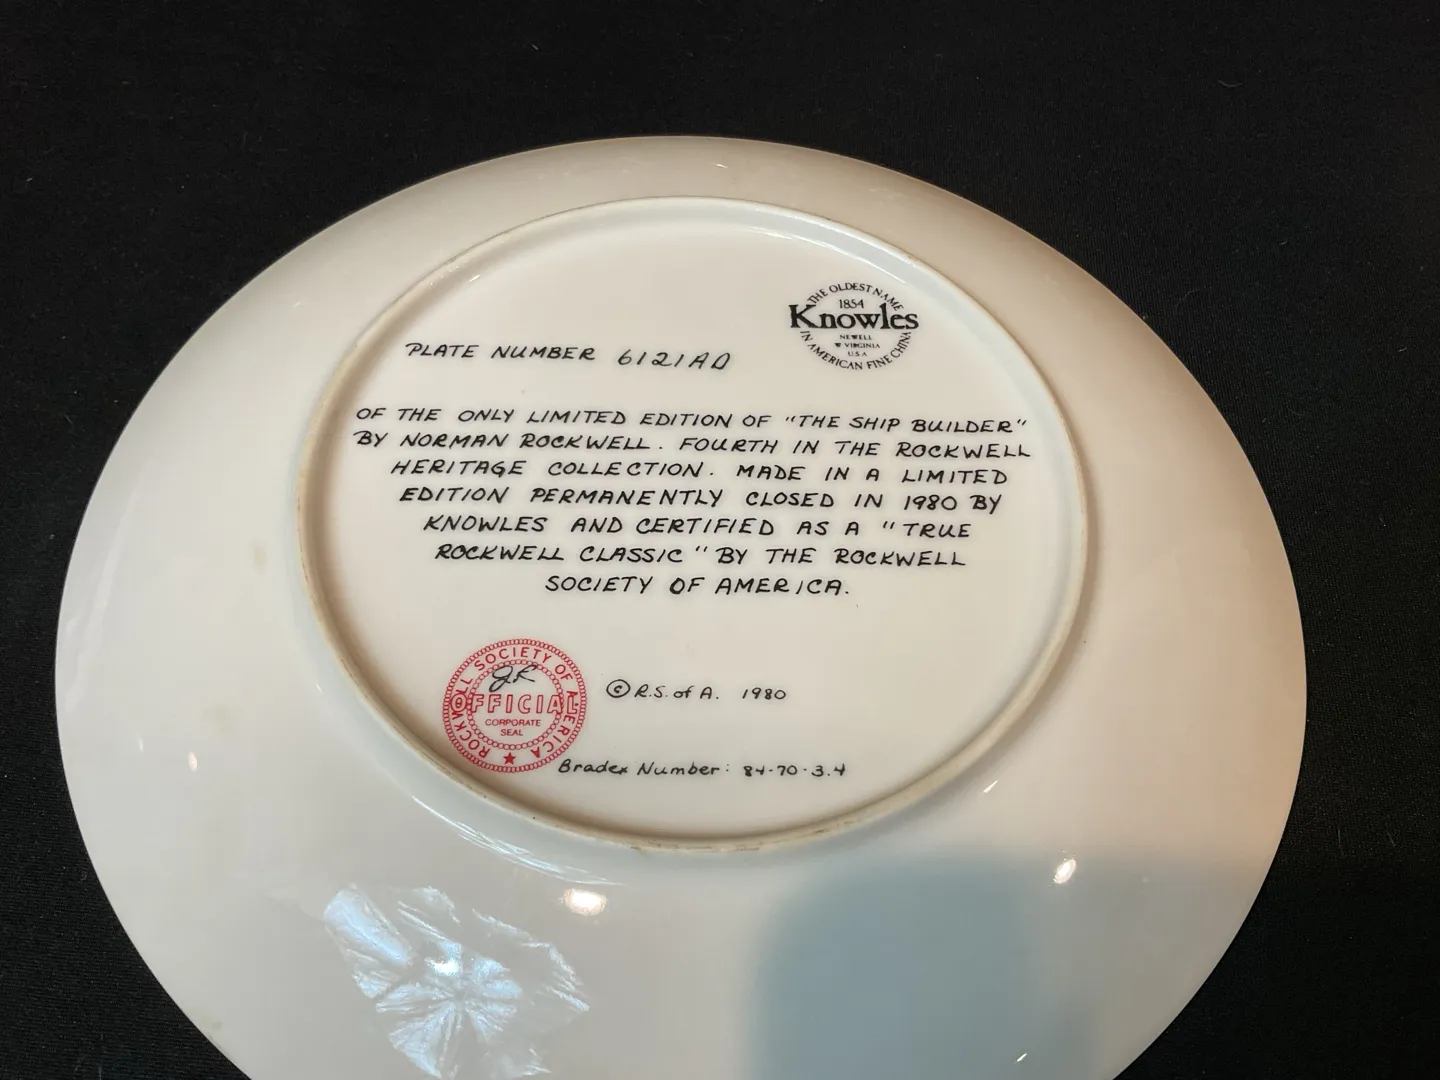 THE OLDEST NAME
1854
Knowles
NEWELL
W VIRGINIA
U.S.A
IN AMERICAN FINE CHINA
PLATE NUMBER 6121AD
OF THE ONLY LIMITED EDITION OF "THE SHIP BUILDER"
BY NORMAN ROCKWELL. FOURTH IN THE ROCKWELL
HERITAGE COLLECTION. MADE IN A LIMITED
EDITION PERMANENTLY CLOSED IN 1980 BY
KNOWLES AND CERTIFIED AS A "TRUE
ROCKWELL CLASSIC" BY THE ROCKWELL
SOCIETY OF AMERICA.
ROCKWELL SOCIETY OF AMERICA
OFFICIAL
CORPORATE
SEAL
© R.S. of A. 1980
Bradex Number: 84-70-3.4